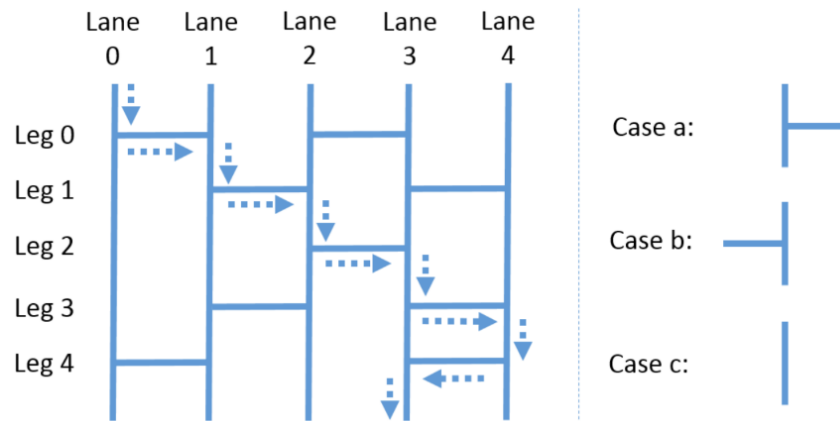 Lane Lane Lane Lane Lane
0 1 2 3 4
Leg 0
Leg 1
Leg 2
Leg 3
Leg 4
Case a:
Case b:
Case c: